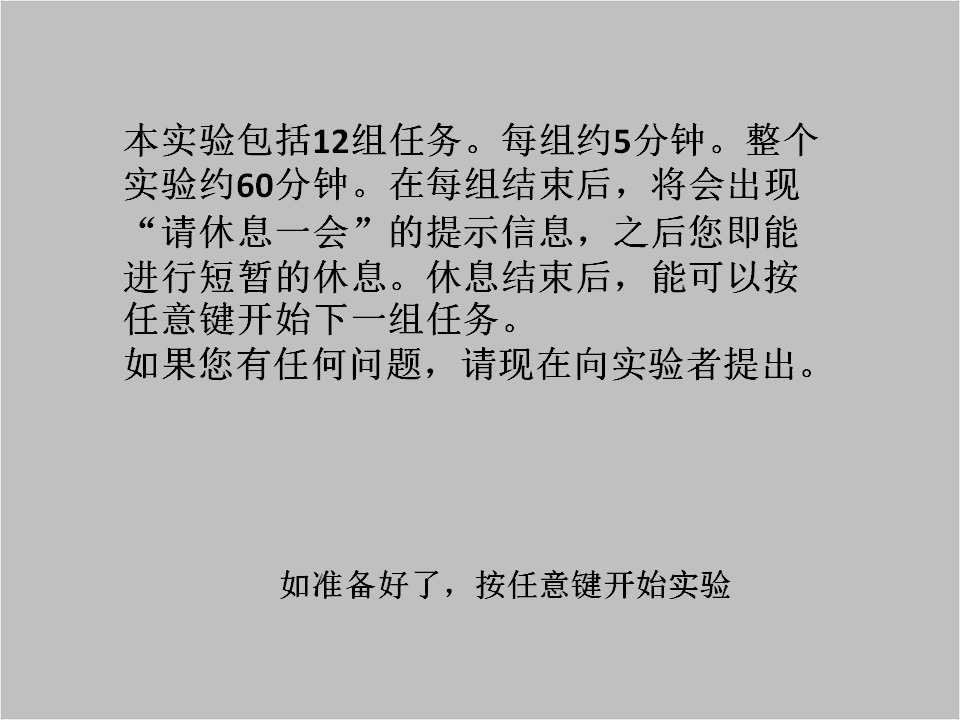 本实验包括12组任务。每组约5分钟。整个
实验约60分钟。在每组结束后，将会出现
“请休息一会”的提示信息，之后您即能
进行短暂的休息。休息结束后，能可以按
任意键开始下一组任务。
如果您有任何问题，请现在向实验者提出。
如准备好了，按任意键开始实验